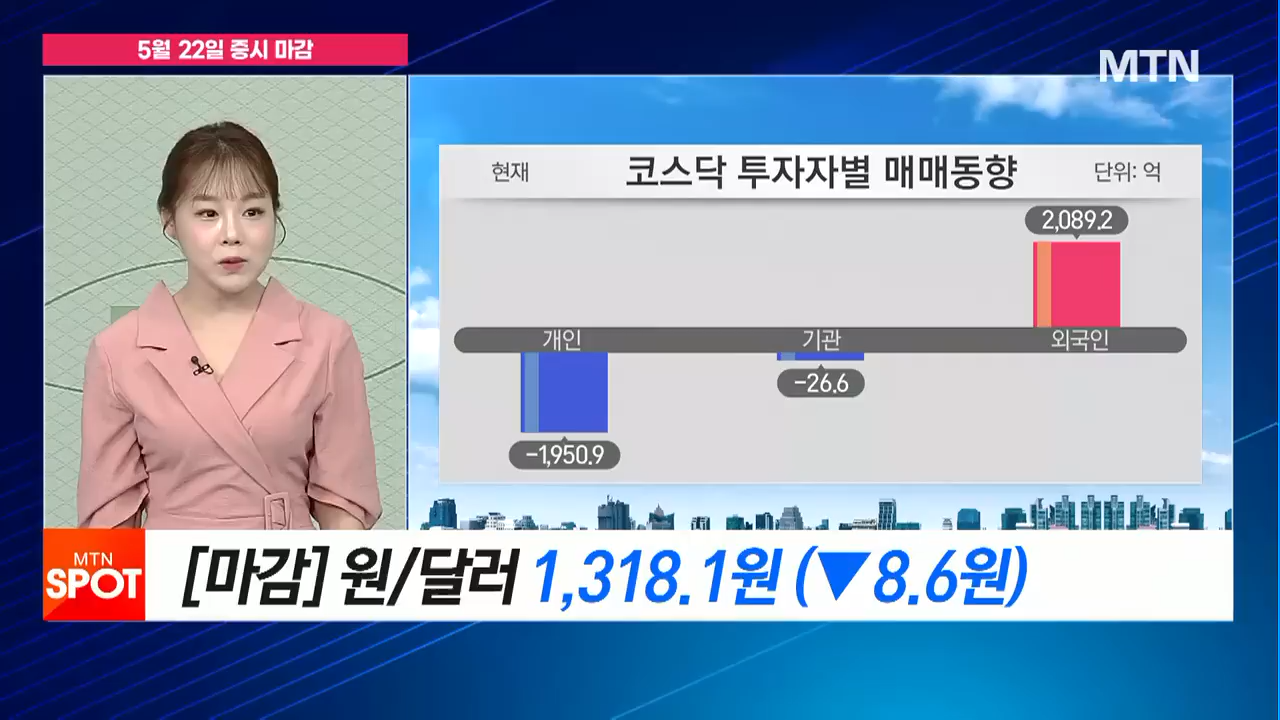 5월 22일 증시 마감
MTN
현재
코스닥 투자자별 매매동향
단위: 억
2,089.2
개인
기관
외국인
-26.6
-1,950.9
MTN
SPOT
[마감] 원/달러 1,318.1원 (▼8.6원)